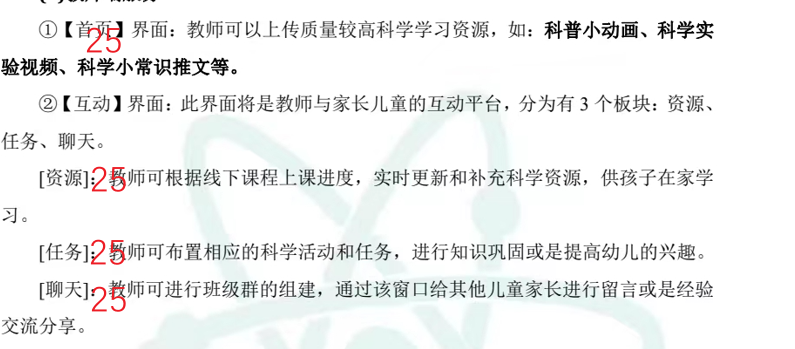 ①【首页】界面：教师可以上传质量较高科学学习资源，如：科普小动画、科学实
25
验视频、科学小常识推文等。
②【互动】界面：此界面将是教师与家长儿童的互动平台，分为有 3 个板块：资源、
任务、聊天。
[资源]：教师可根据线下课程上课进度，实时更新和补充科学资源，供孩子在家学
25
习。
[任务]：教师可布置相应的科学活动和任务，进行知识巩固或是提高幼儿的兴趣。
25
[聊天]：教师可进行班级群的组建，通过该窗口给其他儿童家长进行留言或是经验
25
交流分享。